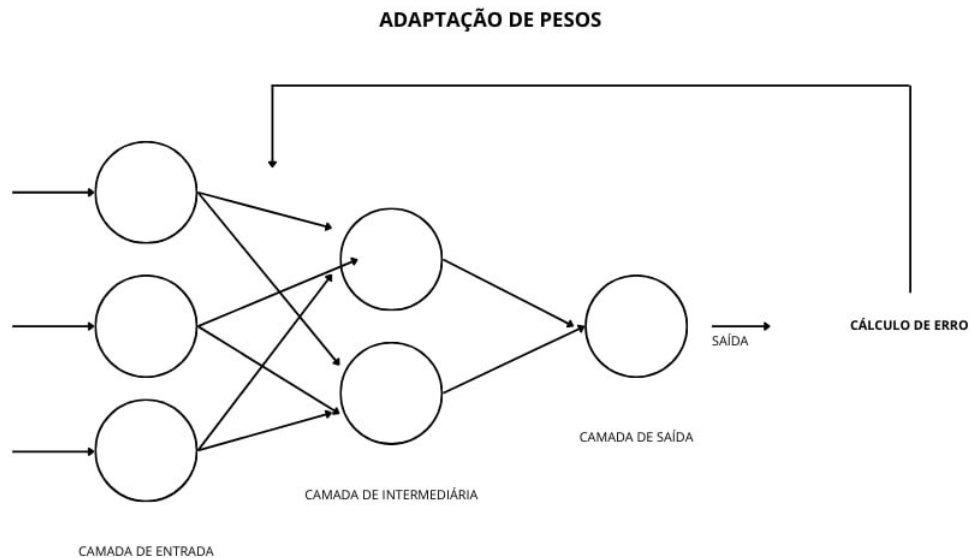 ADAPTAÇÃO DE PESOS
CÁLCULO DE ERRO
SAÍDA
CAMADA DE SAÍDA
CAMADA DE INTERMEDIÁRIA
CAMADA DE ENTRADA